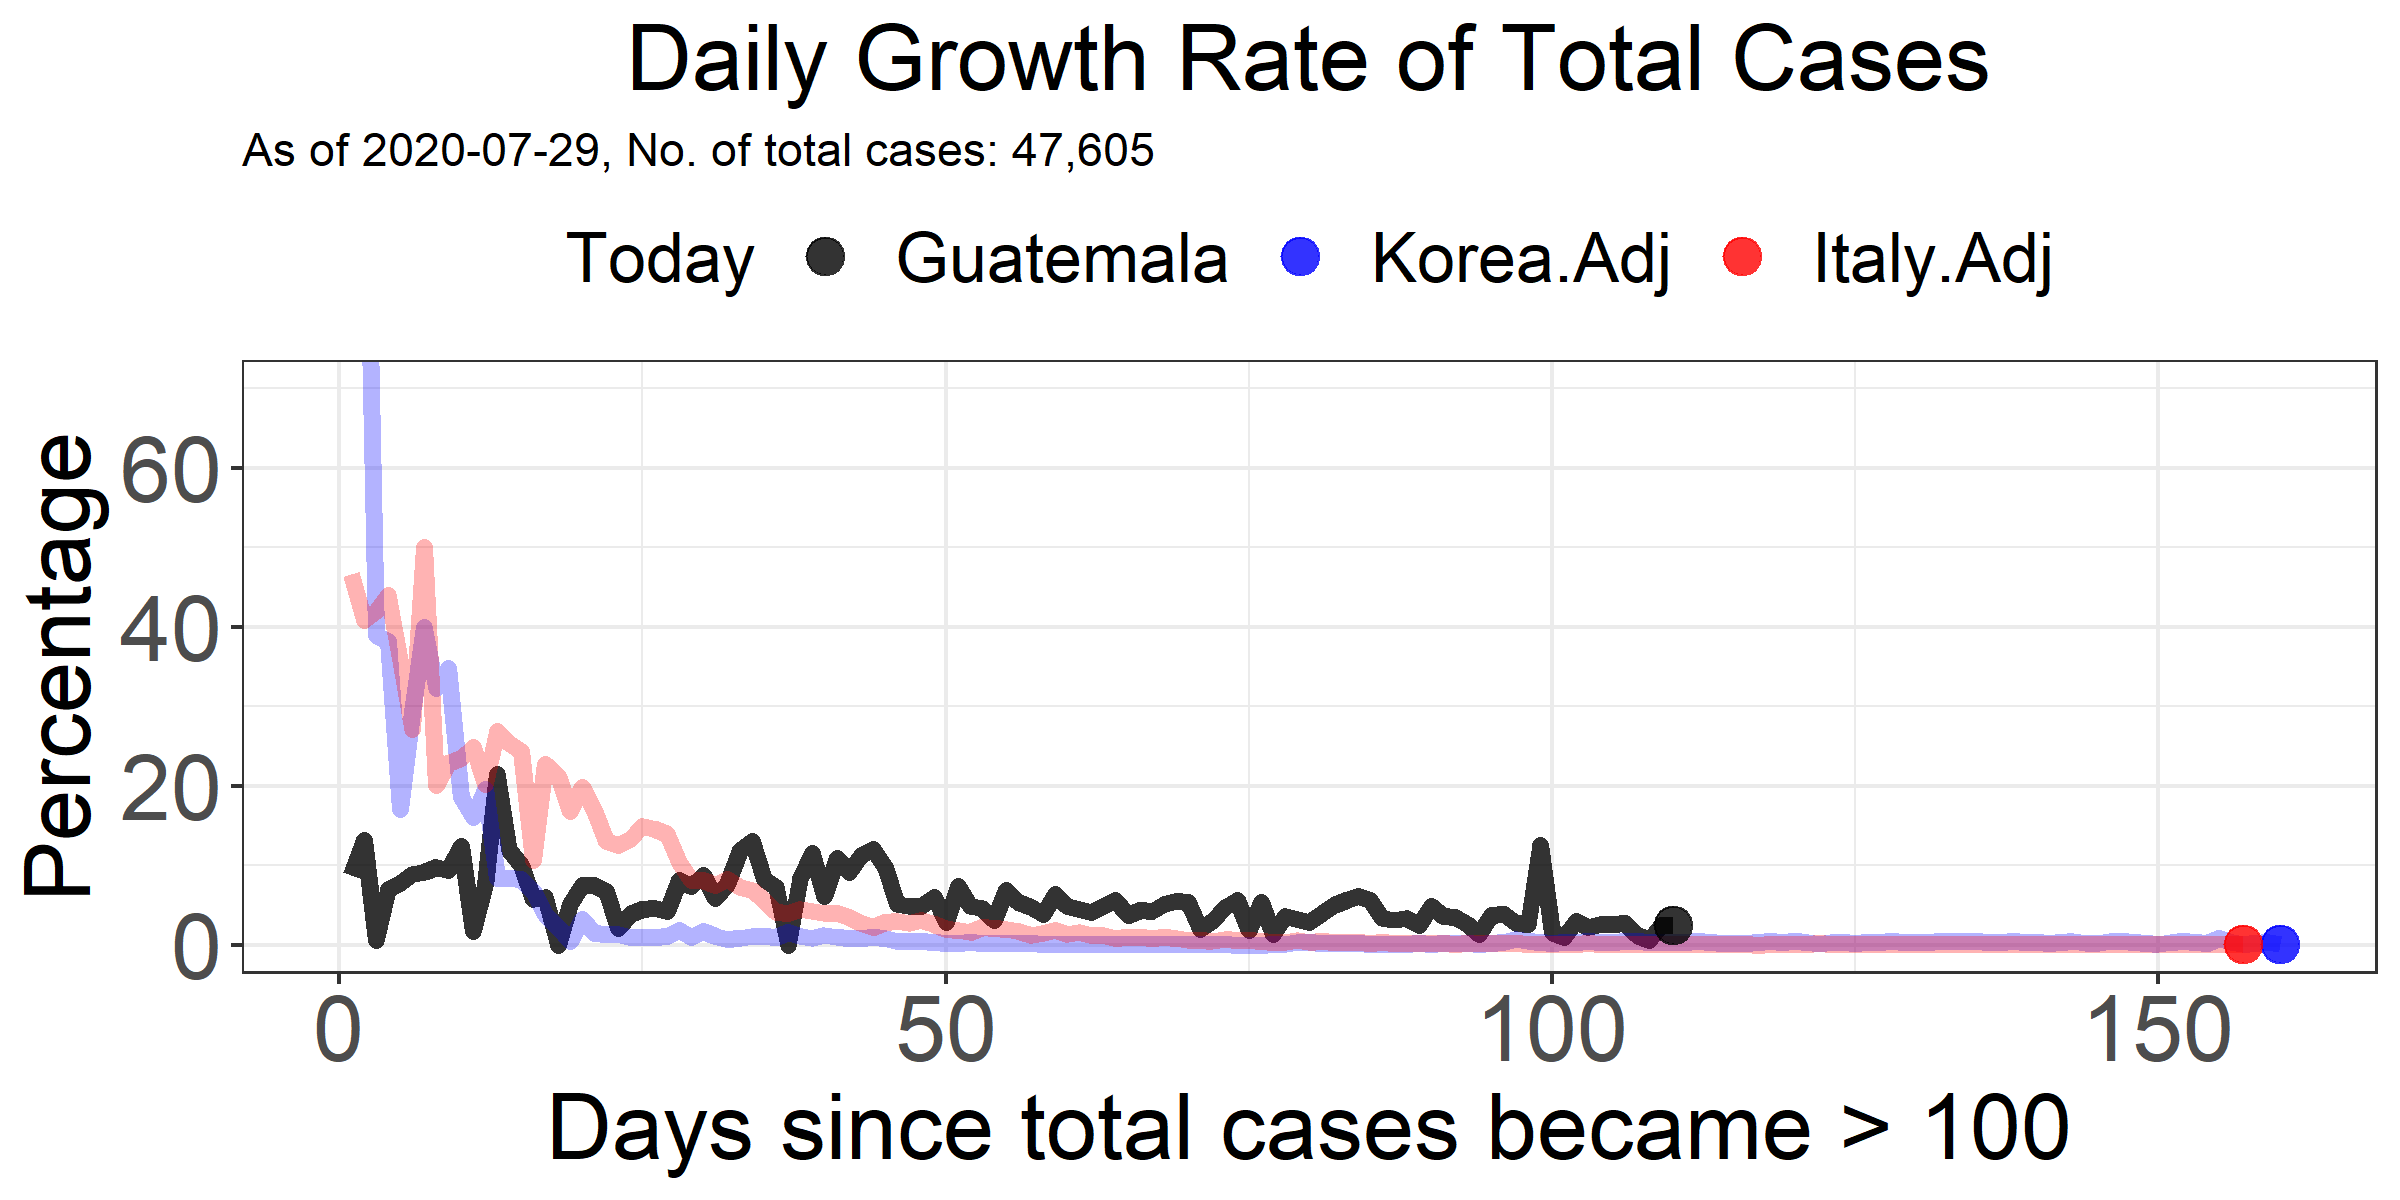 Daily Growth Rate of Total Cases
As of 2020-07-29, No. of total cases: 47,605
Today Guatemala Korea.Adj Italy.Adj
Percentage
60
40
20
0
0 50 100 150
Days since total cases became > 100